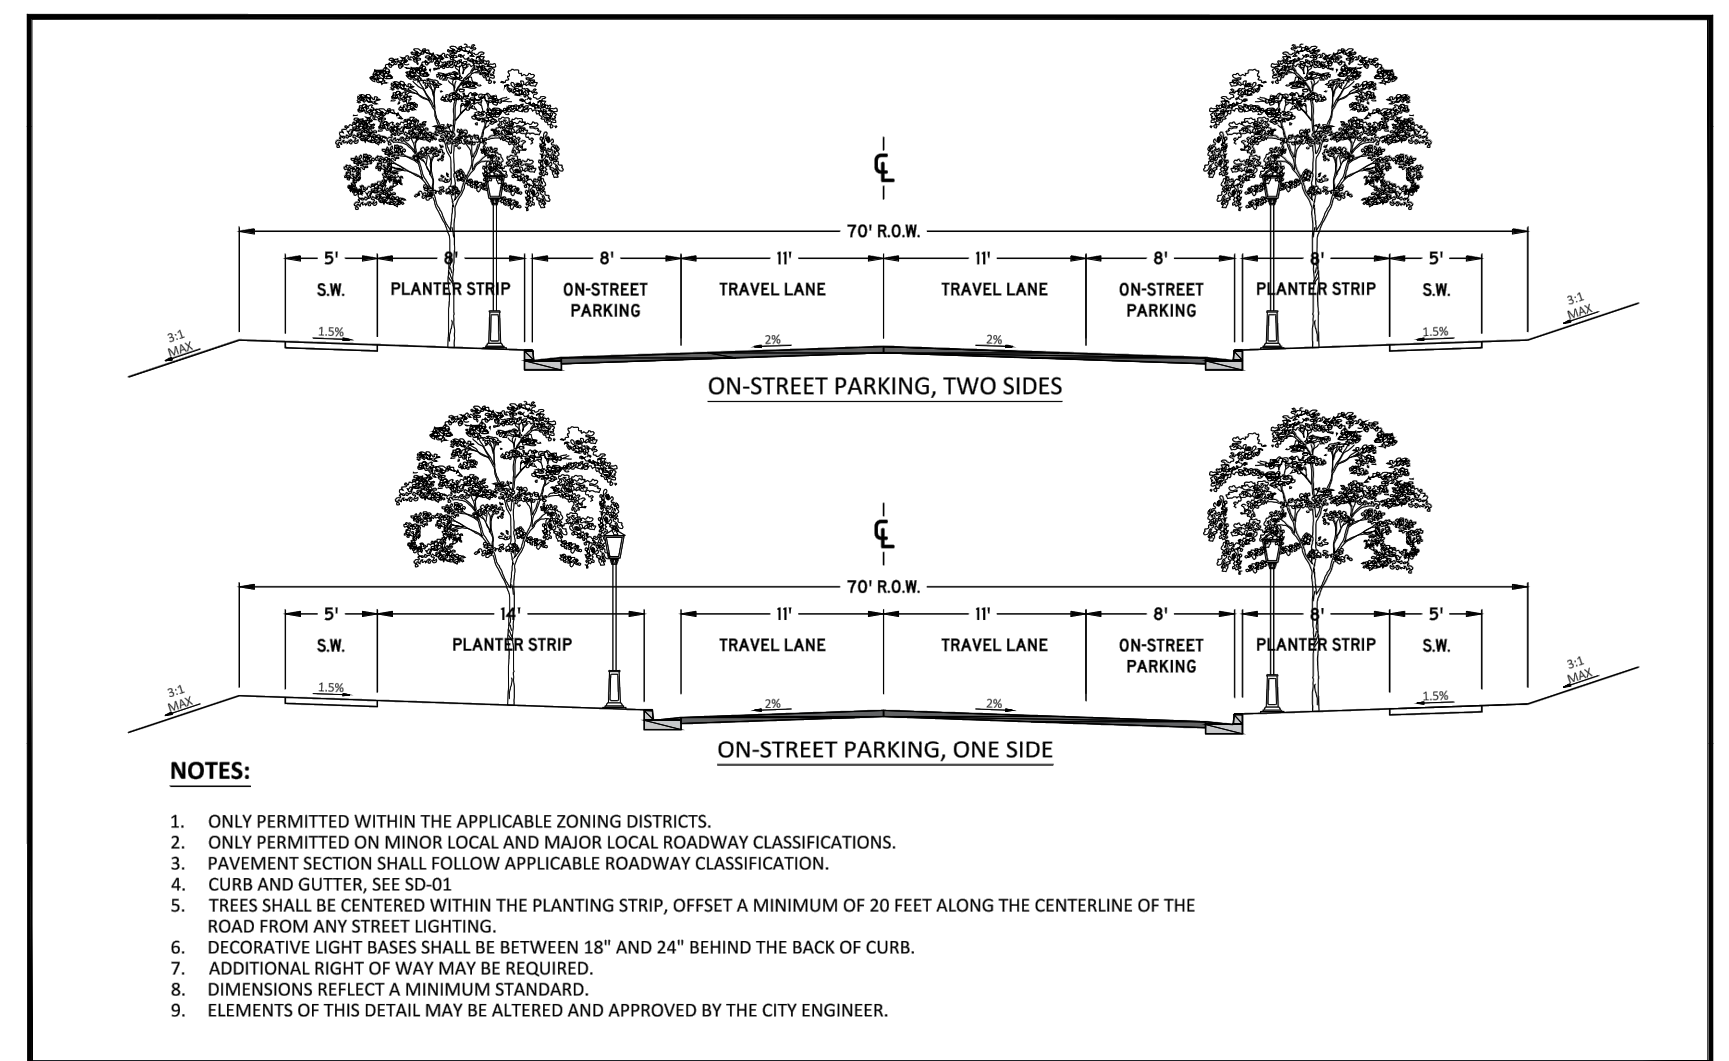 ℄
70' R.O.W.
5' 8' 8' 11' 11' 8' 8' 5'
S.W. PLANTER STRIP ON-STREET PARKING TRAVEL LANE TRAVEL LANE ON-STREET PARKING PLANTER STRIP S.W.
3:1 MAX 1.5% 2% 2% 1.5% 3:1 MAX
ON-STREET PARKING, TWO SIDES
℄
70' R.O.W.
5' 14' 11' 11' 8' 8' 5'
S.W. PLANTER STRIP TRAVEL LANE TRAVEL LANE ON-STREET PARKING PLANTER STRIP S.W.
3:1 MAX 1.5% 2% 2% 1.5% 3:1 MAX
ON-STREET PARKING, ONE SIDE
NOTES:
1. ONLY PERMITTED WITHIN THE APPLICABLE ZONING DISTRICTS.
2. ONLY PERMITTED ON MINOR LOCAL AND MAJOR LOCAL ROADWAY CLASSIFICATIONS.
3. PAVEMENT SECTION SHALL FOLLOW APPLICABLE ROADWAY CLASSIFICATION.
4. CURB AND GUTTER, SEE SD-01
5. TREES SHALL BE CENTERED WITHIN THE PLANTING STRIP, OFFSET A MINIMUM OF 20 FEET ALONG THE CENTERLINE OF THE
ROAD FROM ANY STREET LIGHTING.
6. DECORATIVE LIGHT BASES SHALL BE BETWEEN 18" AND 24" BEHIND THE BACK OF CURB.
7. ADDITIONAL RIGHT OF WAY MAY BE REQUIRED.
8. DIMENSIONS REFLECT A MINIMUM STANDARD.
9. ELEMENTS OF THIS DETAIL MAY BE ALTERED AND APPROVED BY THE CITY ENGINEER.